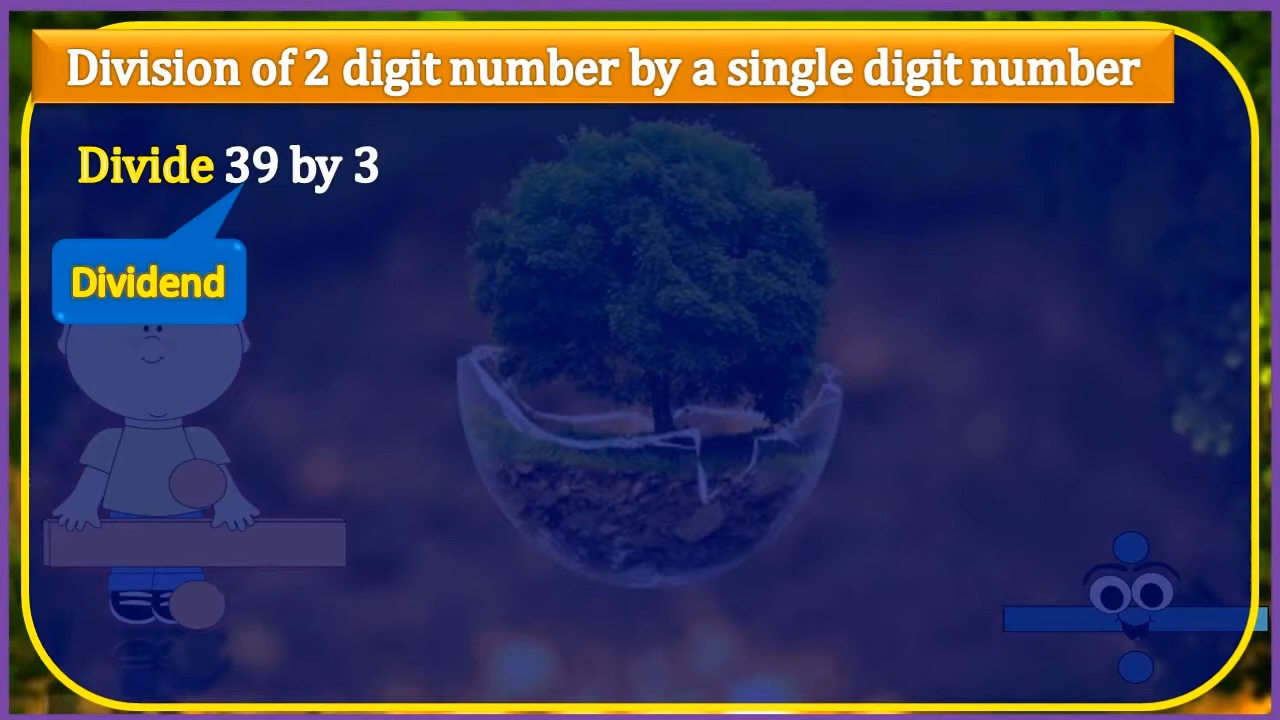 Division of 2 digit number by a single digit number
Divide 39 by 3
Dividend